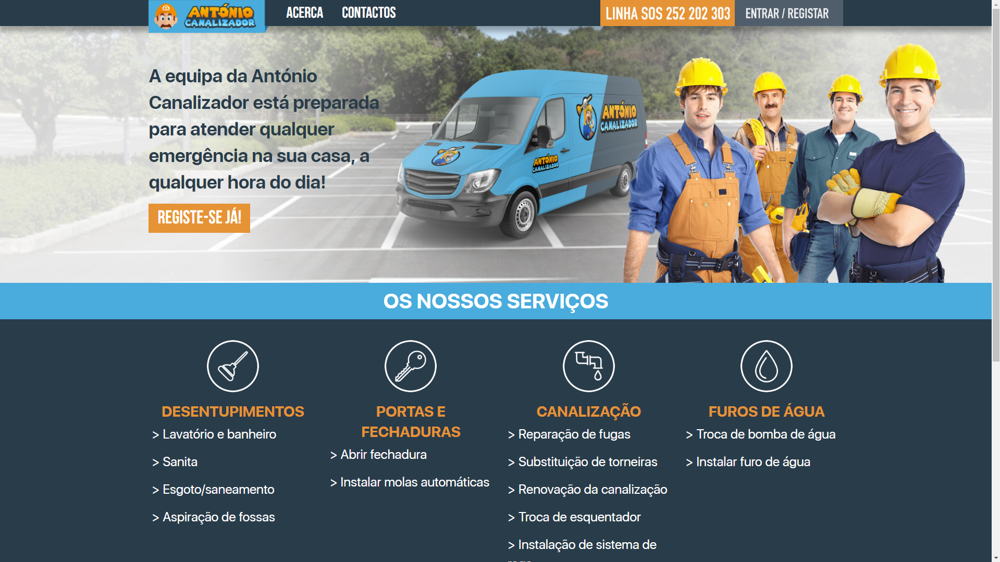 ANTÓNIO
CANALIZADOR
ACERCA
CONTACTOS
LINHA SOS 252 202 303
ENTRAR / REGISTAR
A equipa da António
Canalizador está preparada
para atender qualquer
emergência na sua casa, a
qualquer hora do dia!
REGISTE-SE JÁ!
ANTÓNIO
CANALIZADOR
ANTÓNIO
CANALIZADOR
OS NOSSOS SERVIÇOS
DESENTUPIMENTOS
> Lavatório e banheiro
> Sanita
> Esgoto/saneamento
> Aspiração de fossas
PORTAS E
FECHADURAS
> Abrir fechadura
> Instalar molas automáticas
CANALIZAÇÃO
> Reparação de fugas
> Substituição de torneiras
> Renovação da canalização
> Troca de esquentador
> Instalação de sistema de
FUROS DE ÁGUA
> Troca de bomba de água
> Instalar furo de água